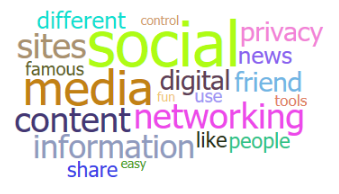 different control
sites social privacy
news
famous
media digital friend
fun use tools
content networking
information like people
share easy